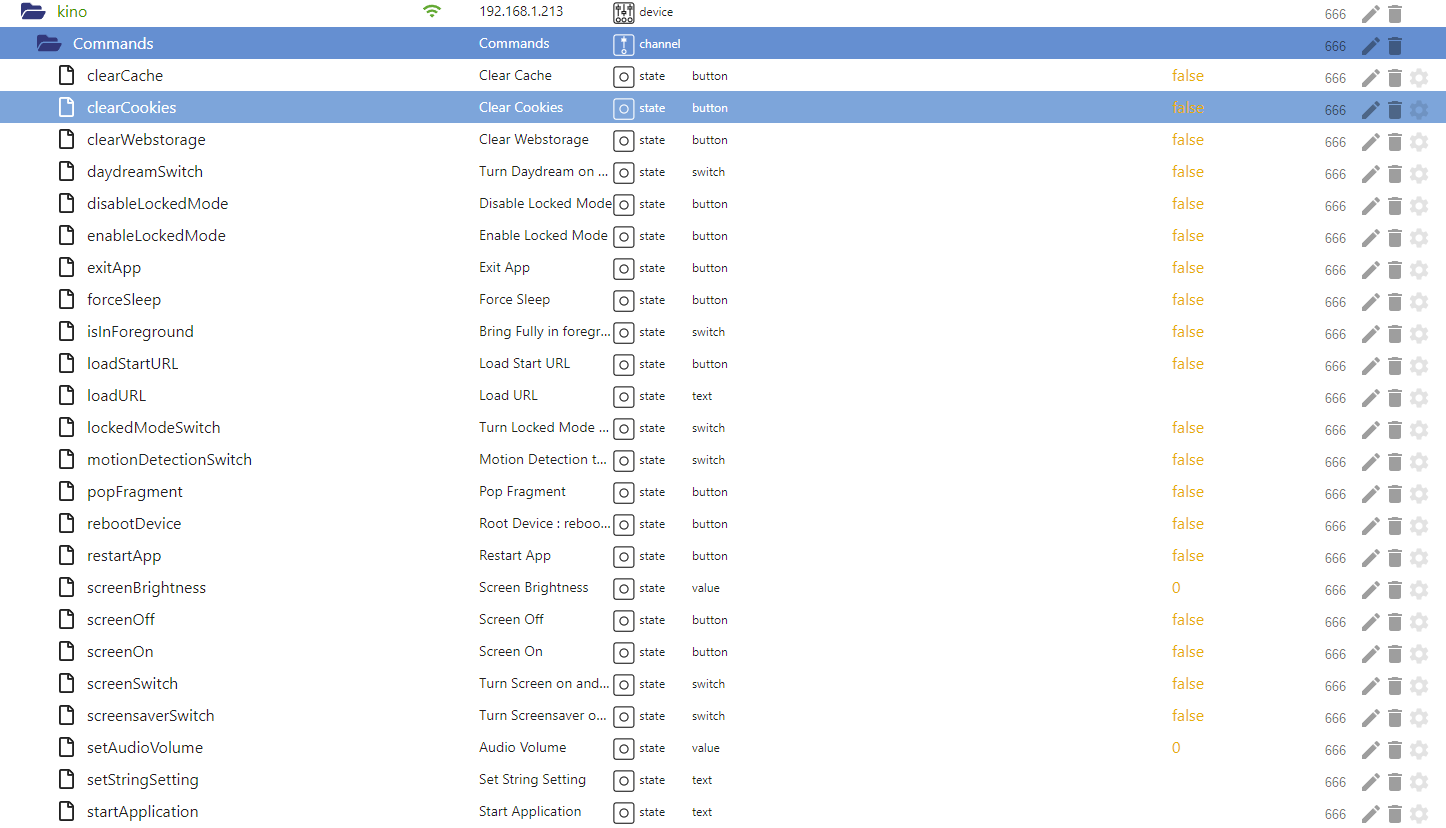 kino 192.168.1.213 device 666
Commands Commands channel 666
clearCache Clear Cache state button false 666
clearCookies Clear Cookies state button false 666
clearWebstorage Clear Webstorage state button false 666
daydreamSwitch Turn Daydream on ... state switch false 666
disableLockedMode Disable Locked Mode state button false 666
enableLockedMode Enable Locked Mode state button false 666
exitApp Exit App state button false 666
forceSleep Force Sleep state button false 666
isInForeground Bring Fully in foregr... state switch false 666
loadStartURL Load Start URL state button false 666
loadURL Load URL state text 666
lockedModeSwitch Turn Locked Mode ... state switch false 666
motionDetectionSwitch Motion Detection t... state switch false 666
popFragment Pop Fragment state button false 666
rebootDevice Root Device : reboo... state button false 666
restartApp Restart App state button false 666
screenBrightness Screen Brightness state value 0 666
screenOff Screen Off state button false 666
screenOn Screen On state button false 666
screenSwitch Turn Screen on and... state switch false 666
screensaverSwitch Turn Screensaver o... state switch false 666
setAudioVolume Audio Volume state value 0 666
setStringSetting Set String Setting state text 666
startApplication Start Application state text 666